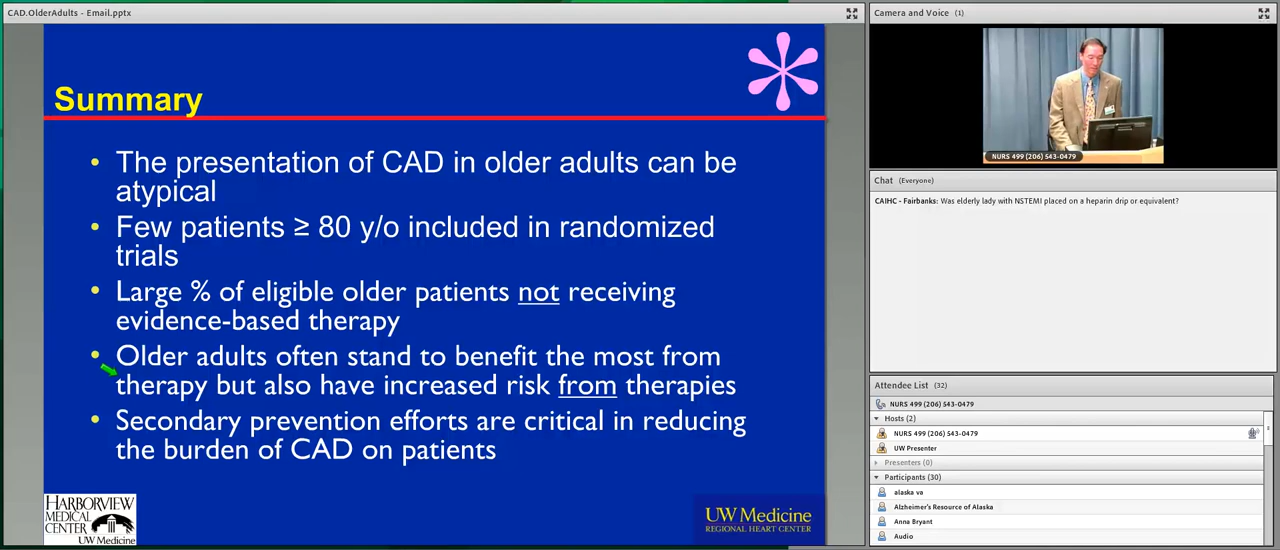 CAD.OlderAdults - Email.pptx
Summary
• The presentation of CAD in older adults can be
atypical
• Few patients ≥ 80 y/o included in randomized
trials
• Large % of eligible older patients not receiving
evidence-based therapy
• Older adults often stand to benefit the most from
therapy but also have increased risk from therapies
• Secondary prevention efforts are critical in reducing
the burden of CAD on patients
HARBORVIEW
MEDICAL
CENTER
UW Medicine
UW Medicine
REGIONAL HEART CENTER
Camera and Voice (1)
NURS 499 (206) 543-0479
Chat (Everyone)
CAIHC - Fairbanks: Was elderly lady with NSTEMI placed on a heparin drip or equivalent?
Attendee List (32)
NURS 499 (206) 543-0479
Hosts (2)
NURS 499 (206) 543-0479
UW Presenter
Presenters (0)
Participants (30)
alaska va
Alzheimer's Resource of Alaska
Anna Bryant
Audio